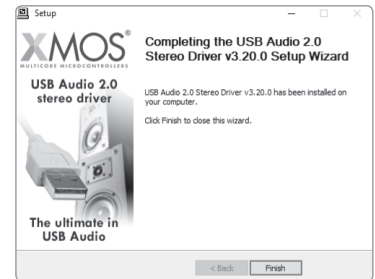 Setup
XMOS®
MULTICORE MICROCONTROLLERS
USB Audio 2.0
stereo driver
The ultimate in
USB Audio
Completing the USB Audio 2.0
Stereo Driver v3.20.0 Setup Wizard
USB Audio 2.0 Stereo Driver v3.20.0 has been installed on
your computer.
Click Finish to close this wizard.
< Back
Finish